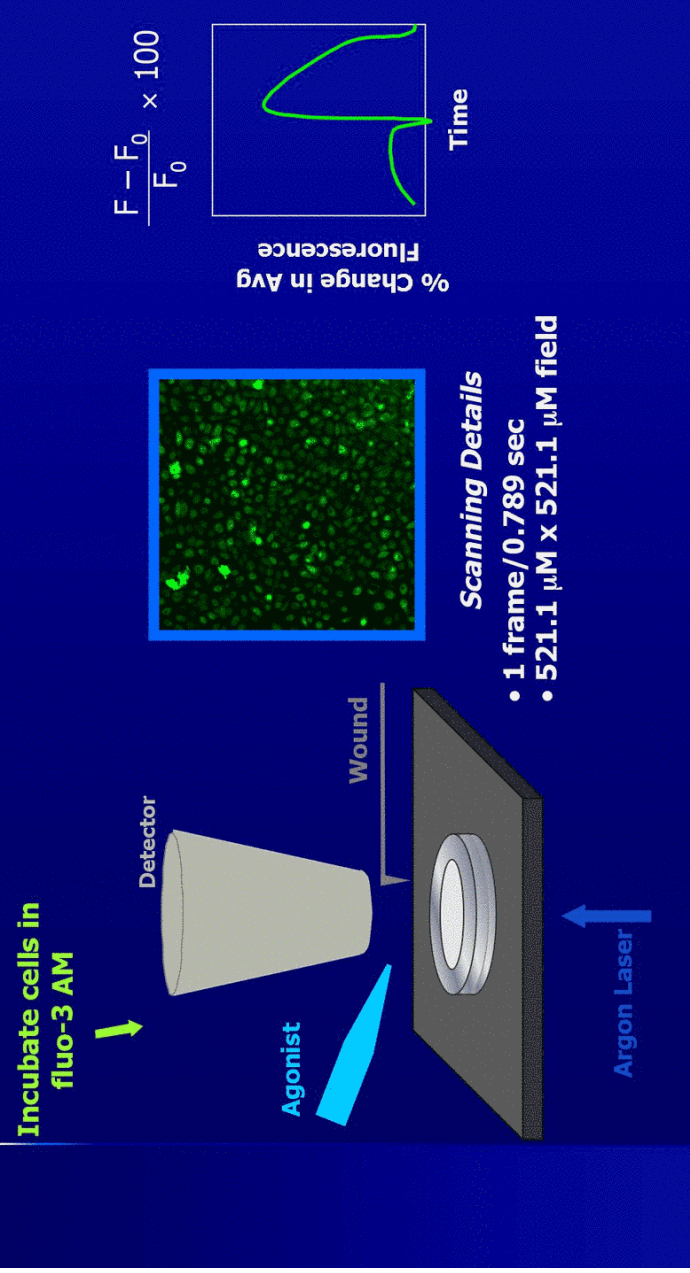 Incubate cells in
fluo-3 AM
Agonist
Detector
Wound
Argon Laser
Scanning Details
• 1 frame/0.789 sec
• 521.1 µM x 521.1 µM field
F − F0
F0
× 100
% Change in Avg
Fluorescence
Time